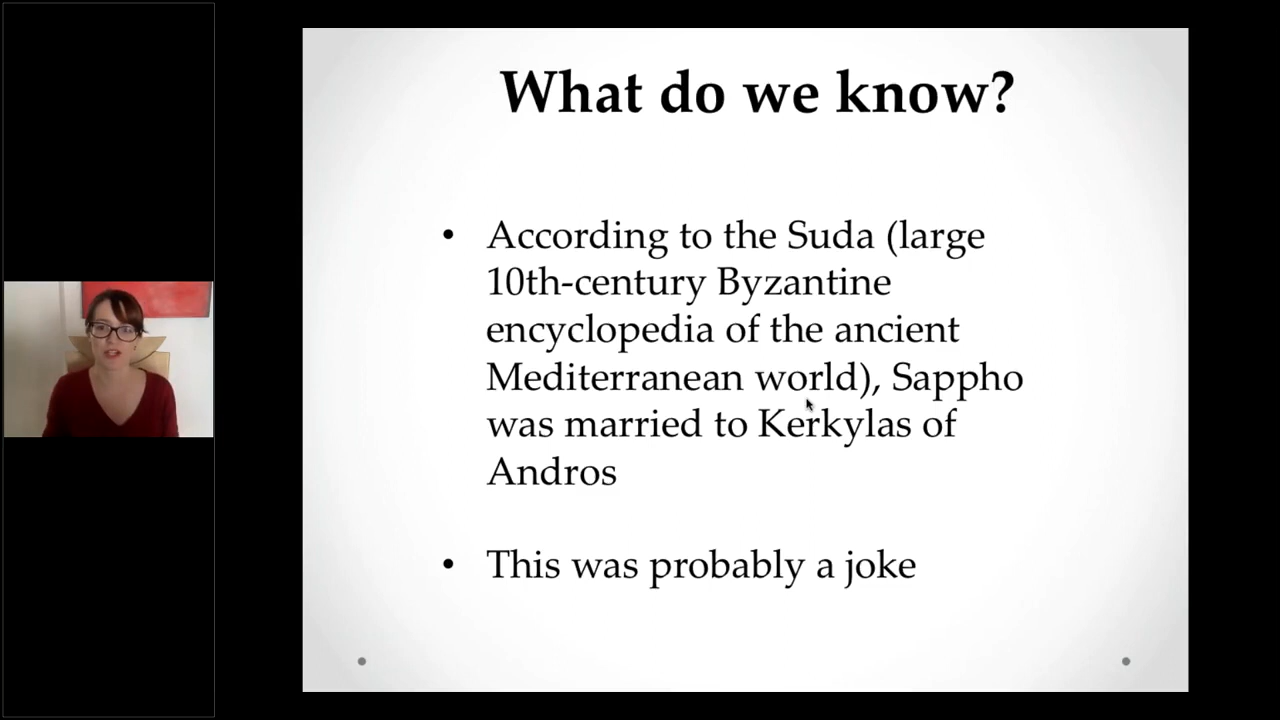 What do we know?
• According to the Suda (large
10th-century Byzantine
encyclopedia of the ancient
Mediterranean world), Sappho
was married to Kerkylas of
Andros
• This was probably a joke